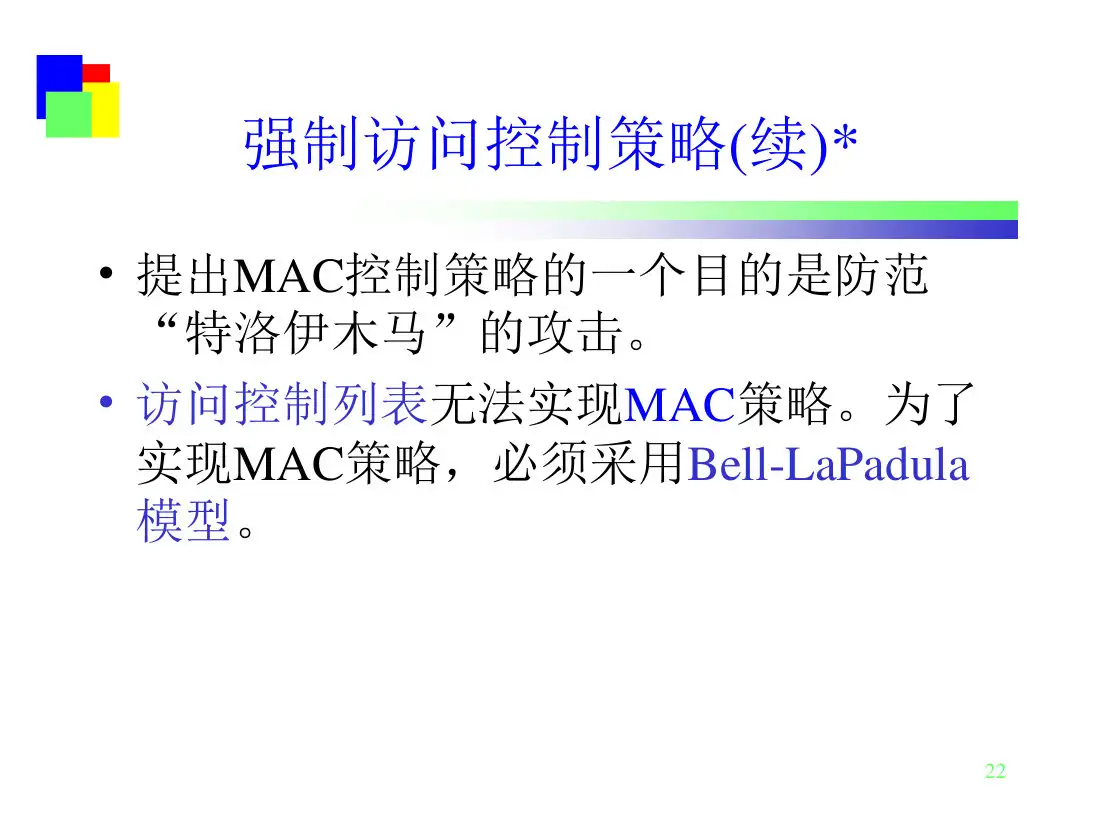 强制访问控制策略(续)*
• 提出MAC控制策略的一个目的是防范
“特洛伊木马”的攻击。
• 访问控制列表无法实现MAC策略。为了
实现MAC策略，必须采用Bell-LaPadula
模型。
22